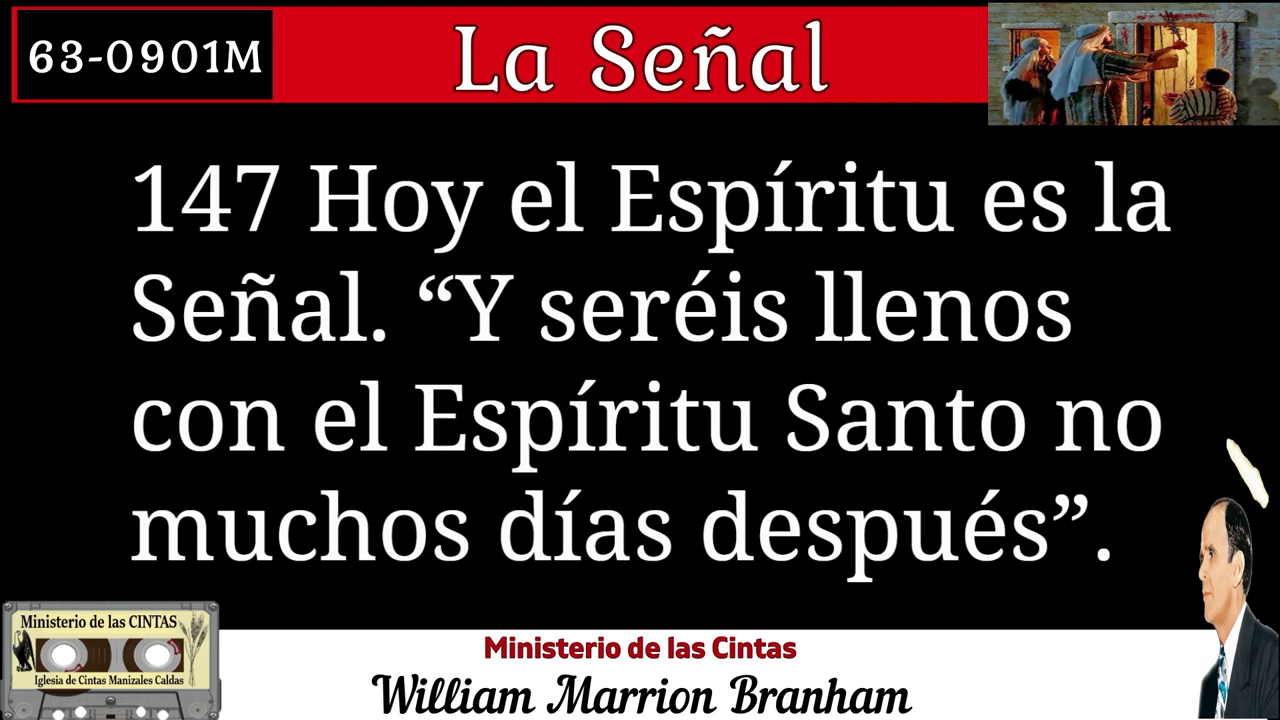 63-0901M
La Señal
147 Hoy el Espíritu es la
Señal. “Y seréis llenos
con el Espíritu Santo no
muchos días después”.
Ministerio de las CINTAS
Iglesia de Cintas Manizales Caldas
Ministerio de las Cintas
William Marrion Branham